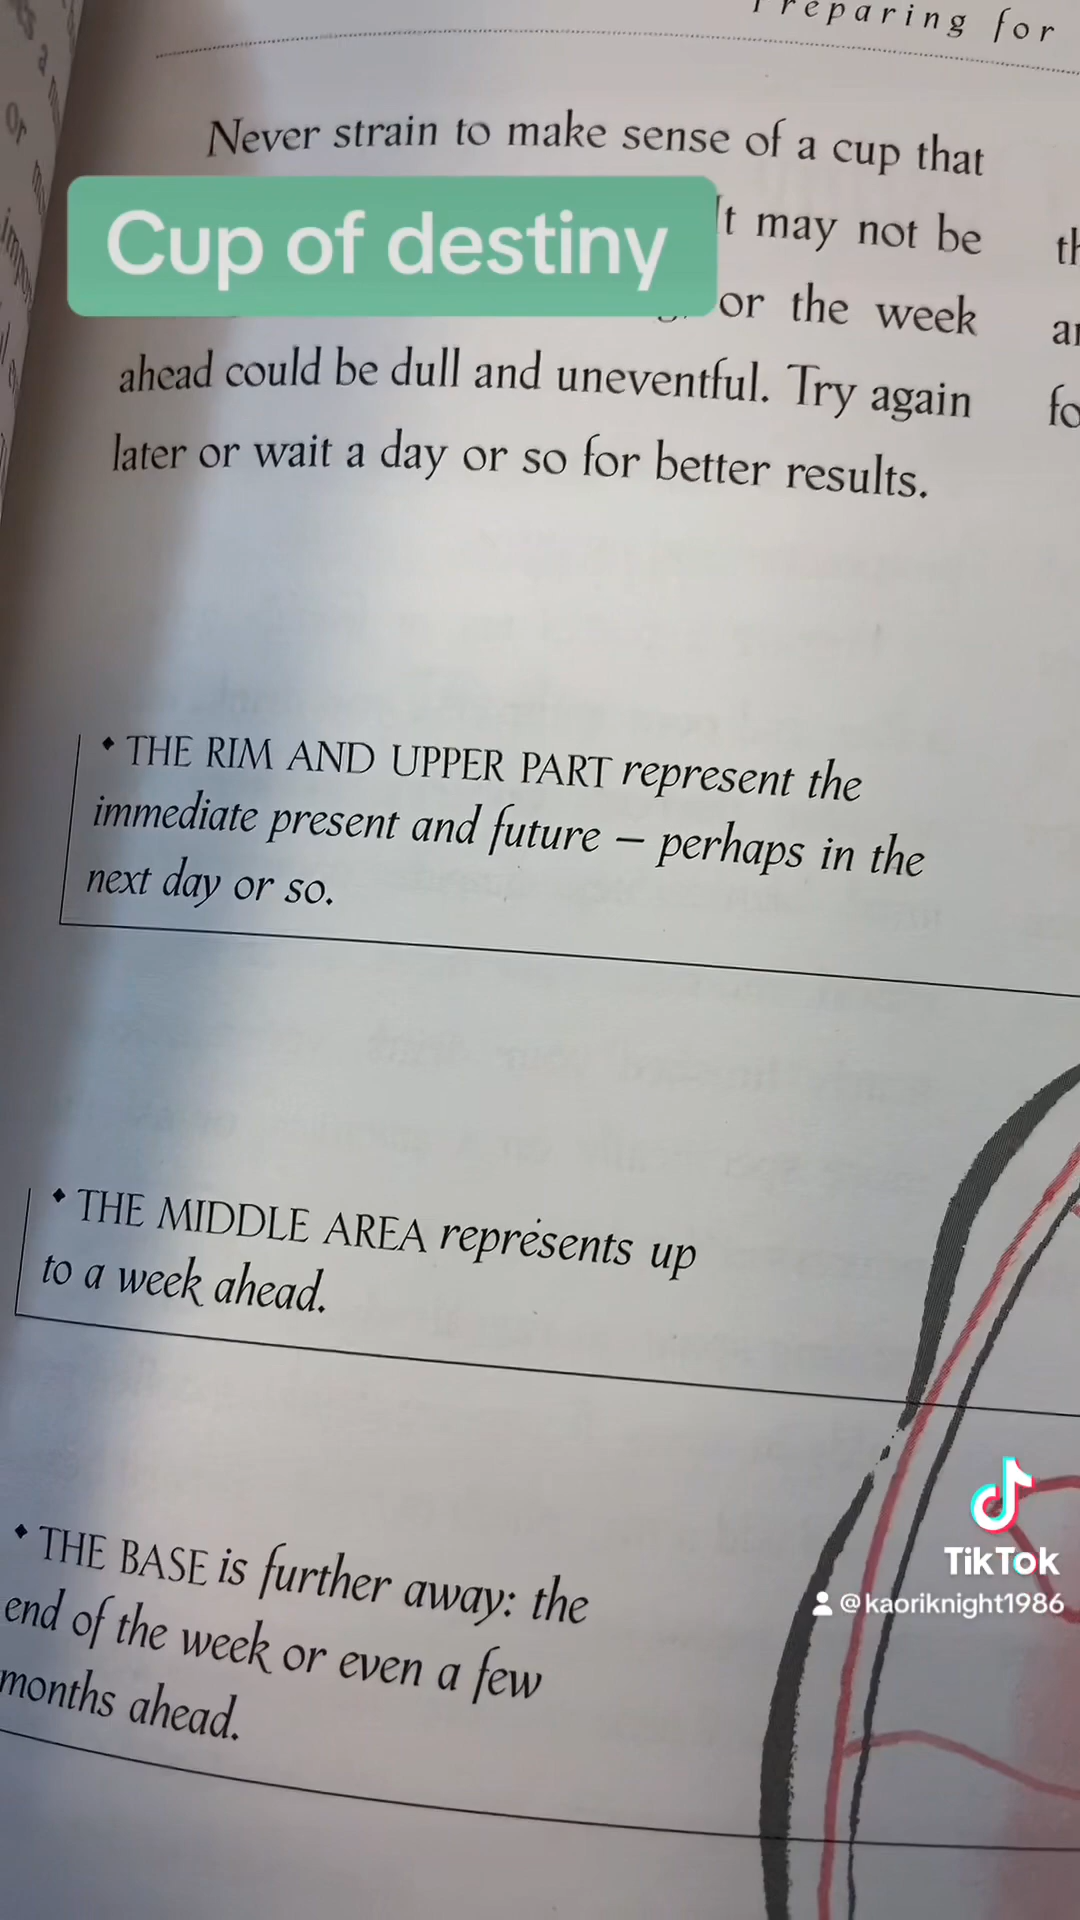 Preparing for
Never strain to make sense of a cup that
Cup of destiny
It may not be
or the week
ahead could be dull and uneventful. Try again
later or wait a day or so for better results.
• THE RIM AND UPPER PART represent the
immediate present and future – perhaps in the
next day or so.
• THE MIDDLE AREA represents up
to a week ahead.
• THE BASE is further away: the
end of the week or even a few
months ahead.
TikTok
@kaoriknight1986